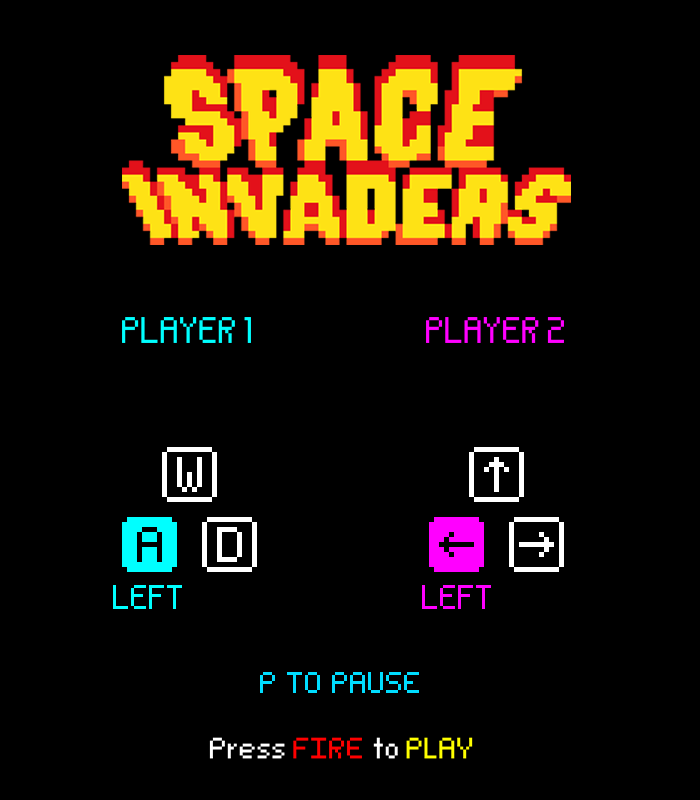 SPACE
INVADERS
PLAYER 1 PLAYER 2
W ↑
A D ← →
LEFT LEFT
P TO PAUSE
Press FIRE to PLAY